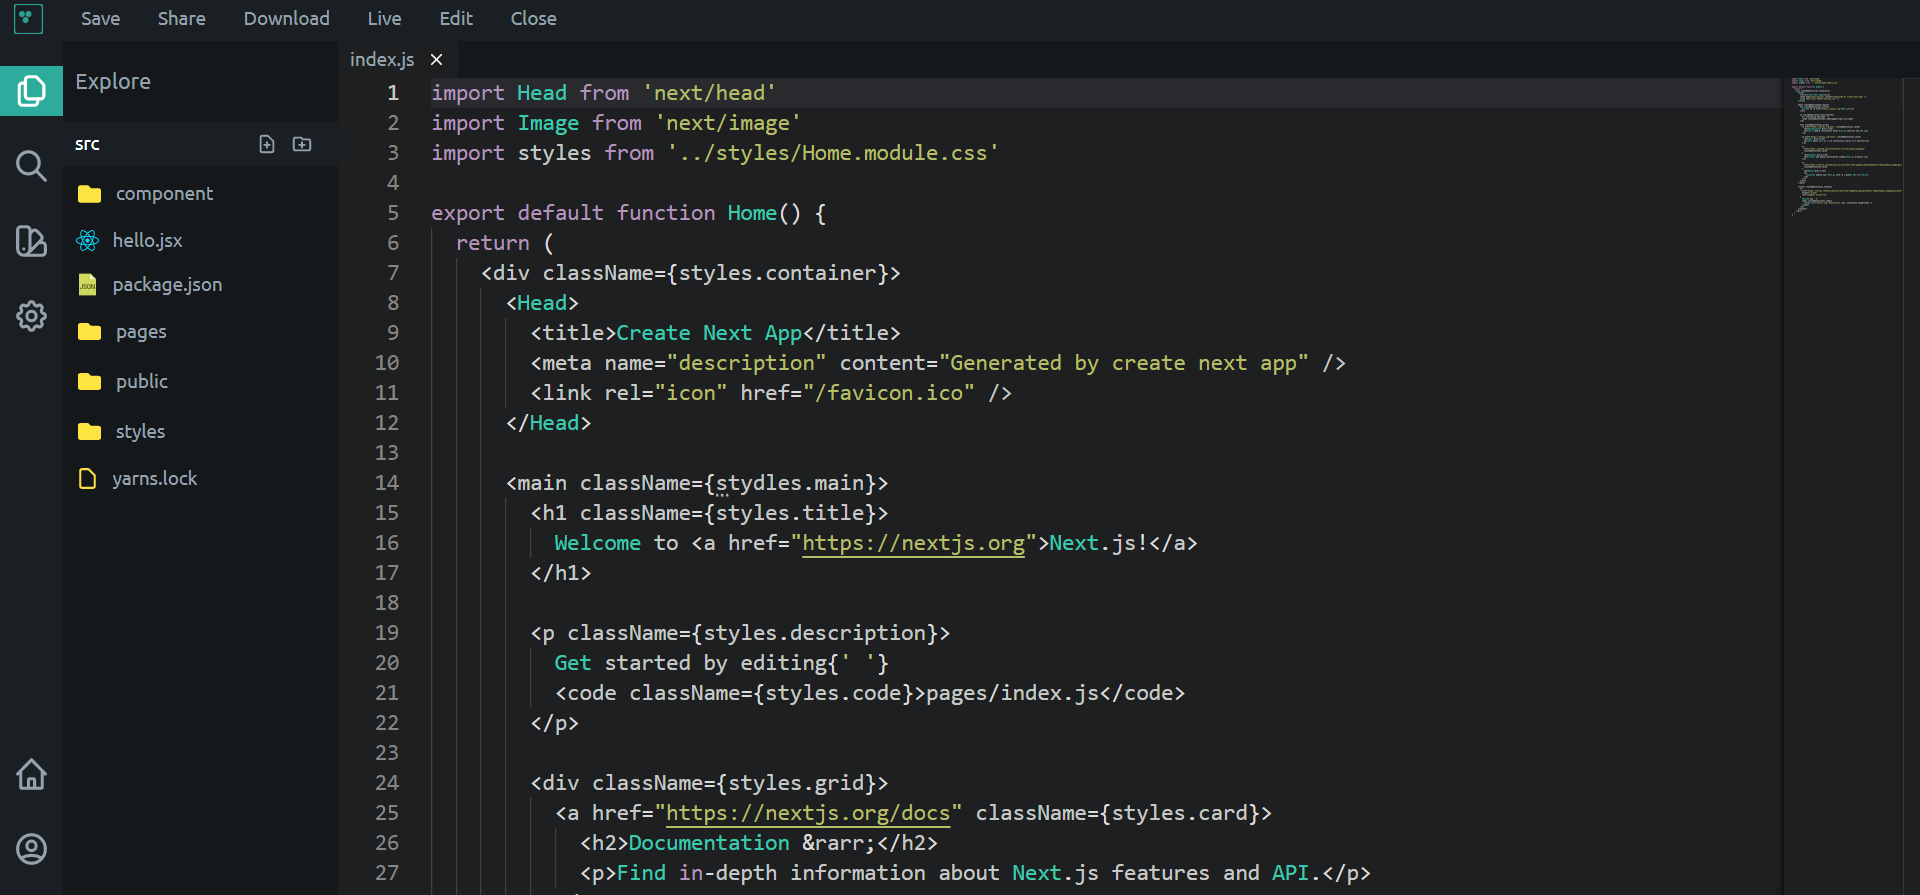 Save Share Download Live Edit Close
index.js
Explore
src
component
hello.jsx
JSON
package.json
pages
public
styles
yarns.lock
1 import Head from 'next/head'
2 import Image from 'next/image'
3 import styles from '../styles/Home.module.css'
4
5 export default function Home() {
6 return (
7 <div className={styles.container}>
8 <Head>
9 <title>Create Next App</title>
10 <meta name="description" content="Generated by create next app" />
11 <link rel="icon" href="/favicon.ico" />
12 </Head>
13
14 <main className={stydles.main}>
15 <h1 className={styles.title}>
16 Welcome to <a href="https://nextjs.org">Next.js!</a>
17 </h1>
18
19 <p className={styles.description}>
20 Get started by editing{' '}
21 <code className={styles.code}>pages/index.js</code>
22 </p>
23
24 <div className={styles.grid}>
25 <a href="https://nextjs.org/docs" className={styles.card}>
26 <h2>Documentation &rarr;</h2>
27 <p>Find in-depth information about Next.js features and API.</p>